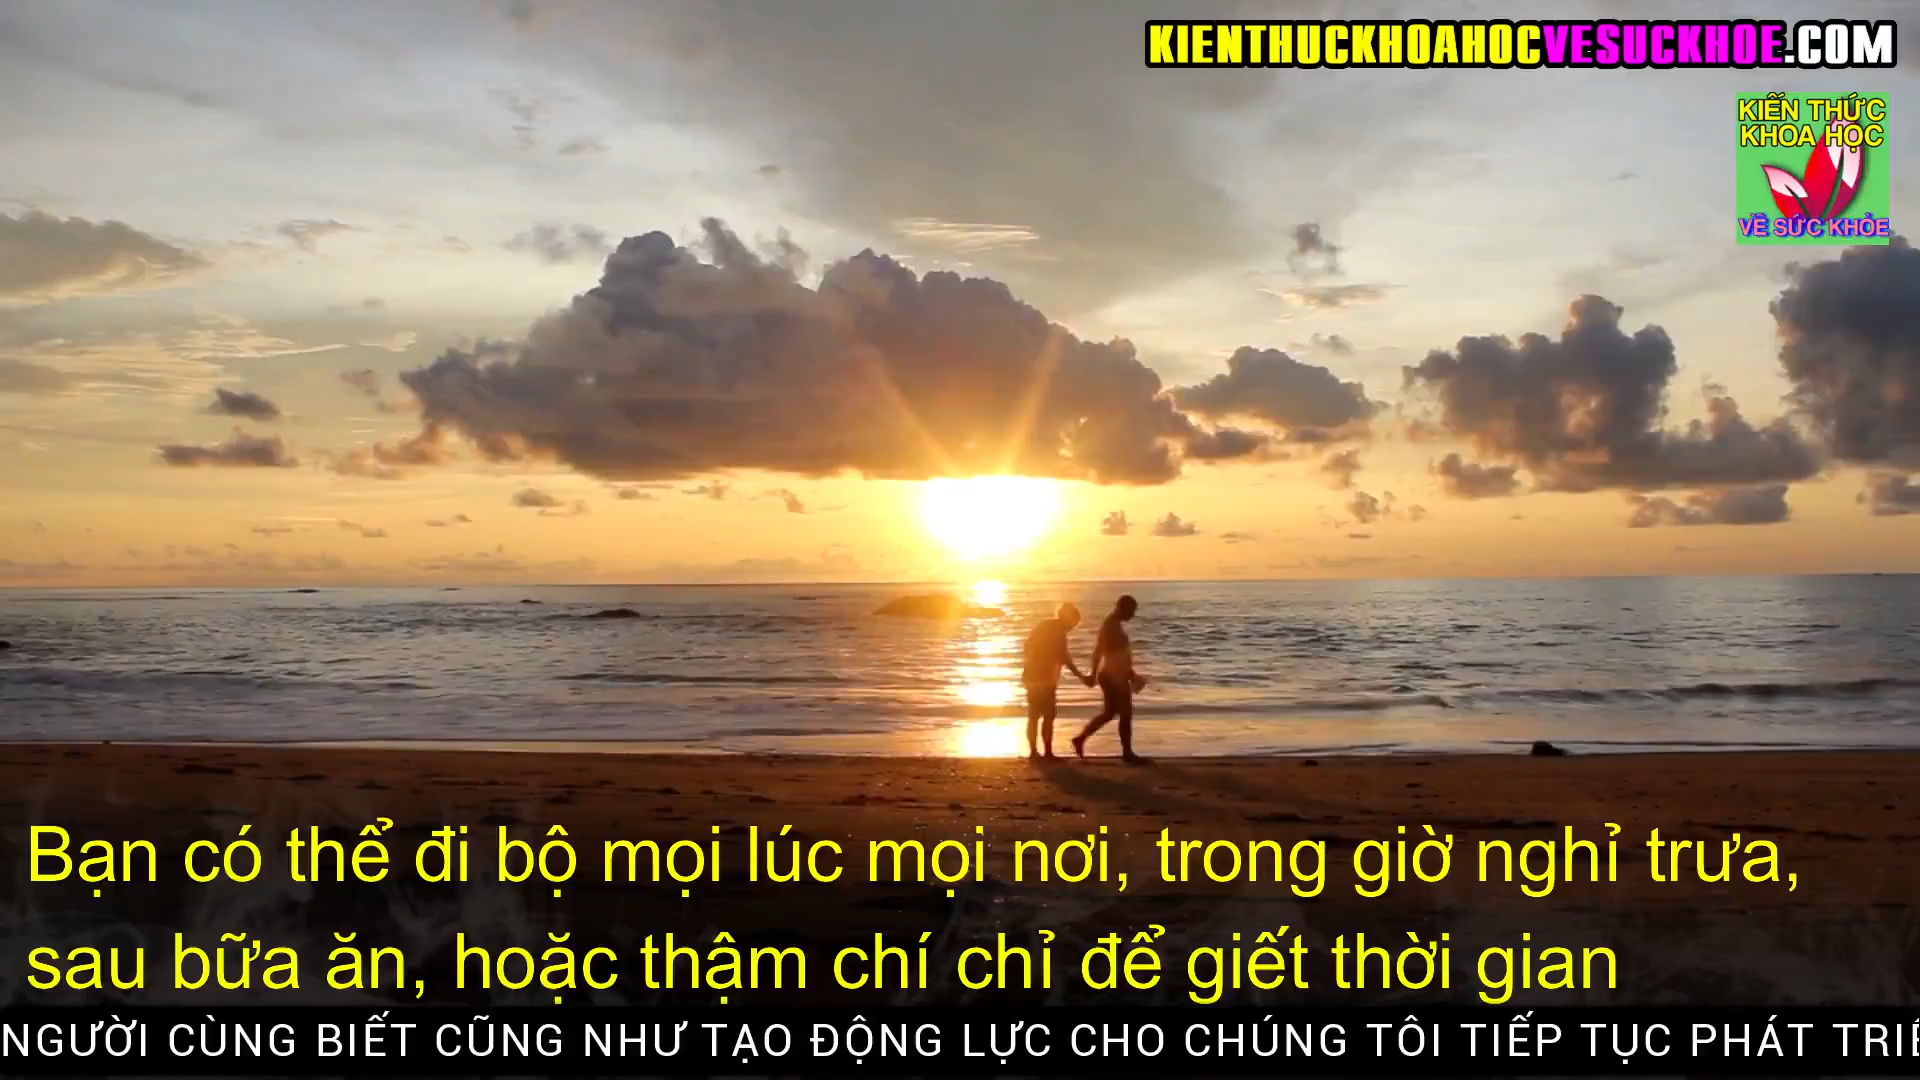 KIENTHUCKHOAHOCVESUCKHOE.COM
KIẾN THỨC
KHOA HỌC
VỀ SỨC KHỎE
Bạn có thể đi bộ mọi lúc mọi nơi, trong giờ nghỉ trưa,
sau bữa ăn, hoặc thậm chí chỉ để giết thời gian
NGƯỜI CÙNG BIẾT CŨNG NHƯ TẠO ĐỘNG LỰC CHO CHÚNG TÔI TIẾP TỤC PHÁT